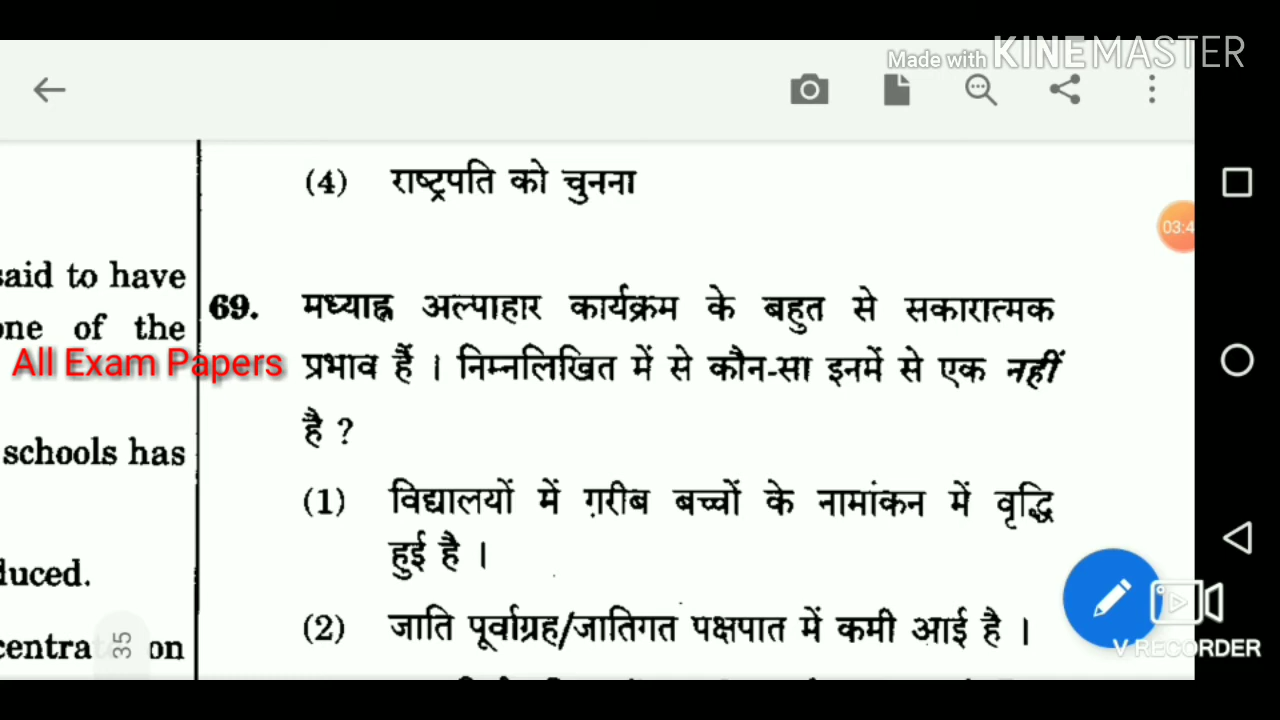 Made with KINEMASTER
(4) राष्ट्रपति को चुनना
03:4
said to have
69. मध्याह्न अल्पाहार कार्यक्रम के बहुत से सकारात्मक
one of the
All Exam Papers
प्रभाव हैं । निम्नलिखित में से कौन-सा इनमें से एक नहीं
है ?
schools has
(1) विद्यालयों में ग़रीब बच्चों के नामांकन में वृद्धि
हुई है ।
duced.
(2) जाति पूर्वाग्रह/जातिगत पक्षपात में कमी आई है ।
centra on
35
V RECORDER